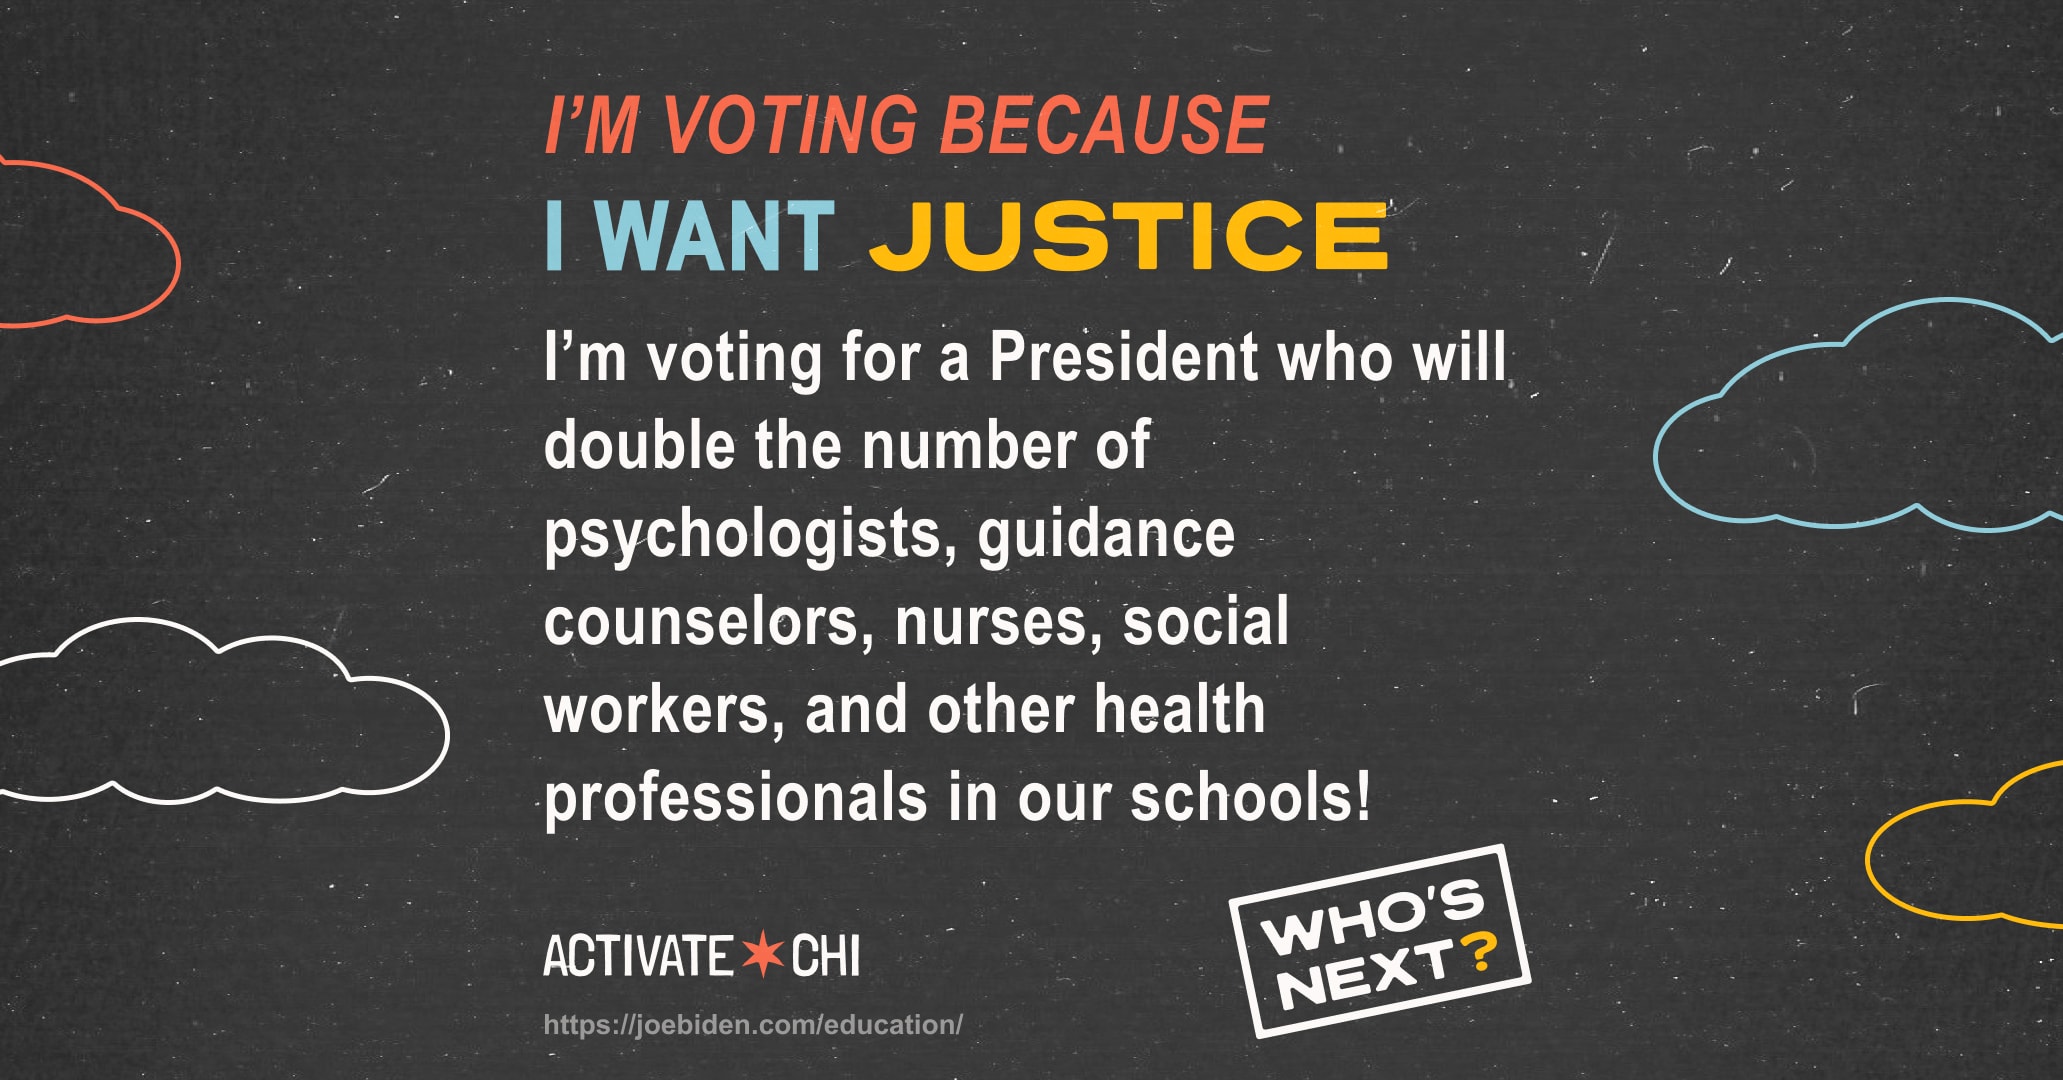 I’M VOTING BECAUSE
I WANT JUSTICE
I’m voting for a President who will
double the number of
psychologists, guidance
counselors, nurses, social
workers, and other health
professionals in our schools!
ACTIVATE CHI
https://joebiden.com/education/
WHO’S
NEXT?